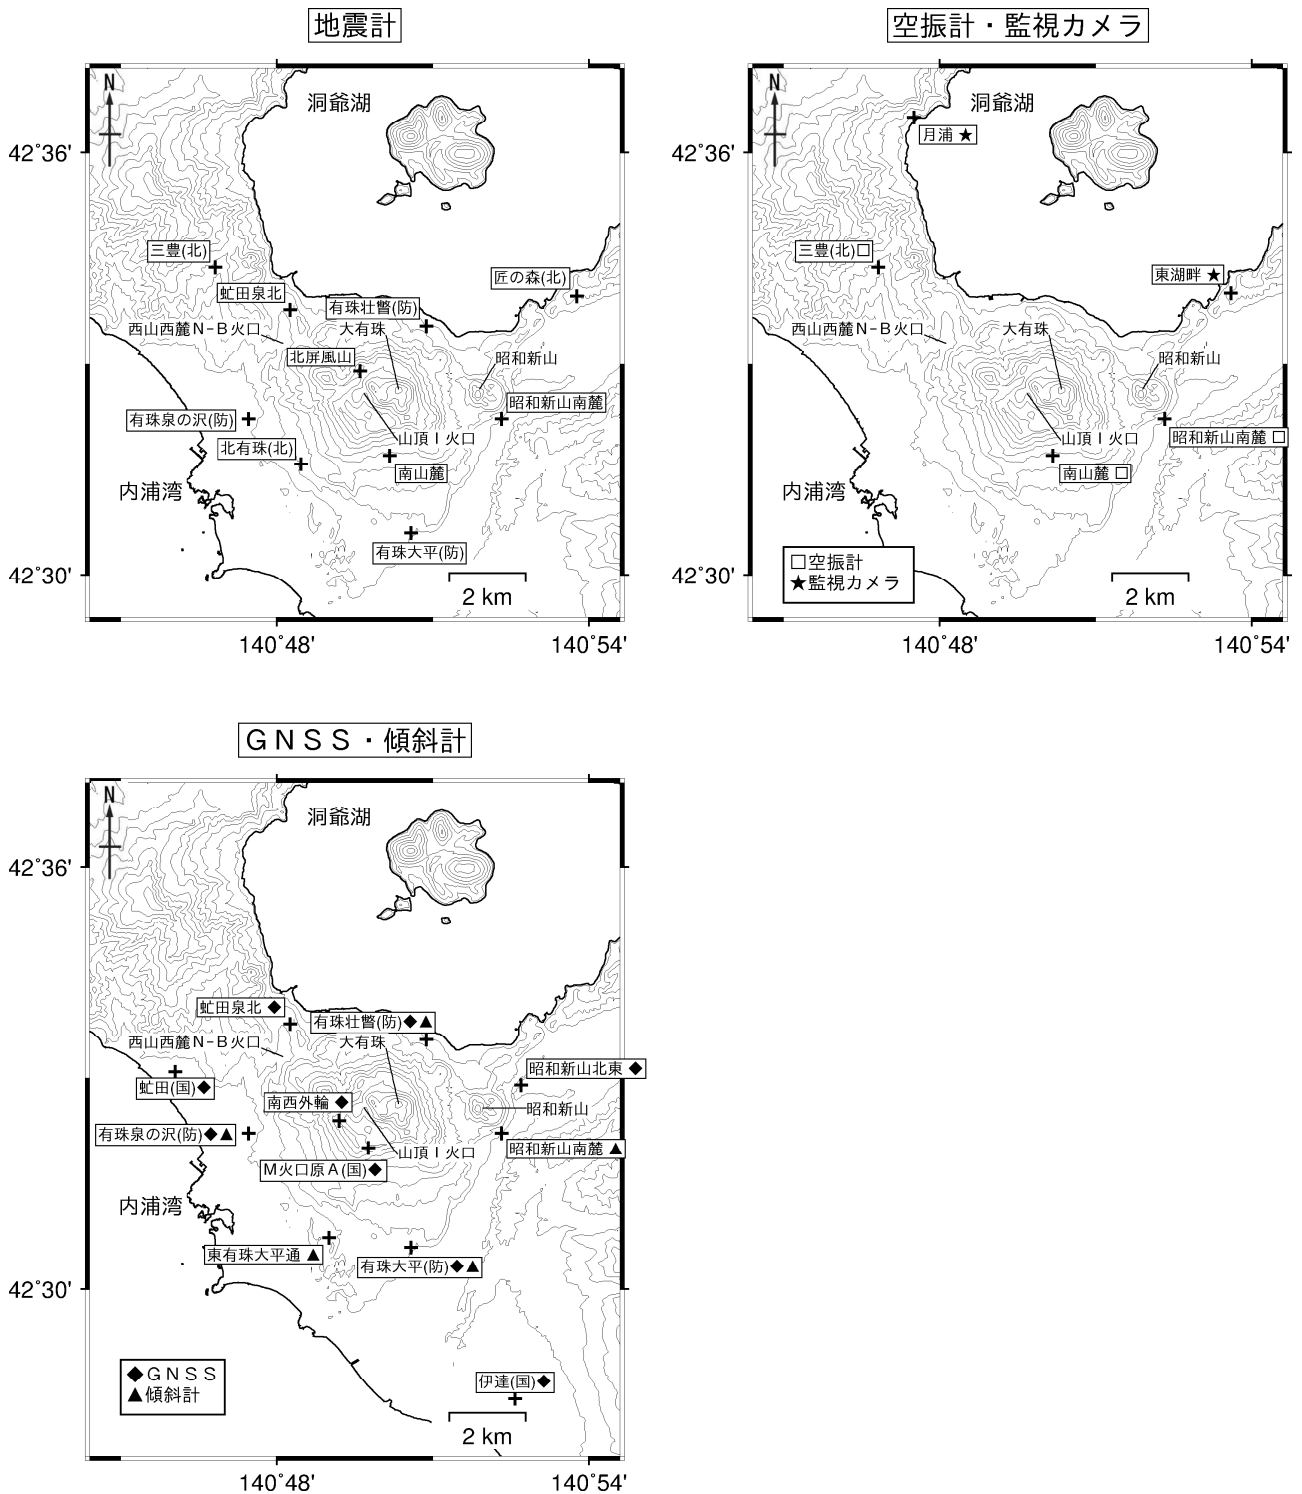 地震計
N
洞爺湖
42°36'
三豊(北)
匠の森(北)
虻田泉北
有珠壮瞥(防)
西山西麓N-B火口
大有珠
北屏風山
昭和新山
昭和新山南麓
有珠泉の沢(防)
北有珠(北)
山頂Ⅰ火口
南山麓
内浦湾
有珠大平(防)
42°30'
2 km
140°48'
140°54'
空振計・監視カメラ
N
洞爺湖
月浦★
42°36'
三豊(北)□
東湖畔★
西山西麓N-B火口
大有珠
昭和新山
山頂Ⅰ火口
昭和新山南麓□
南山麓□
内浦湾
□空振計
★監視カメラ
42°30'
2 km
140°48'
140°54'
GNSS・傾斜計
N
洞爺湖
42°36'
虻田泉北◆
有珠壮瞥(防)◆▲
西山西麓N-B火口
大有珠
昭和新山北東◆
虻田(国)◆
南西外輪◆
昭和新山
有珠泉の沢(防)◆▲
昭和新山南麓▲
山頂Ⅰ火口
M火口原A(国)◆
内浦湾
東有珠大平通▲
有珠大平(防)◆▲
42°30'
◆GNSS
▲傾斜計
伊達(国)◆
2 km
140°48'
140°54'